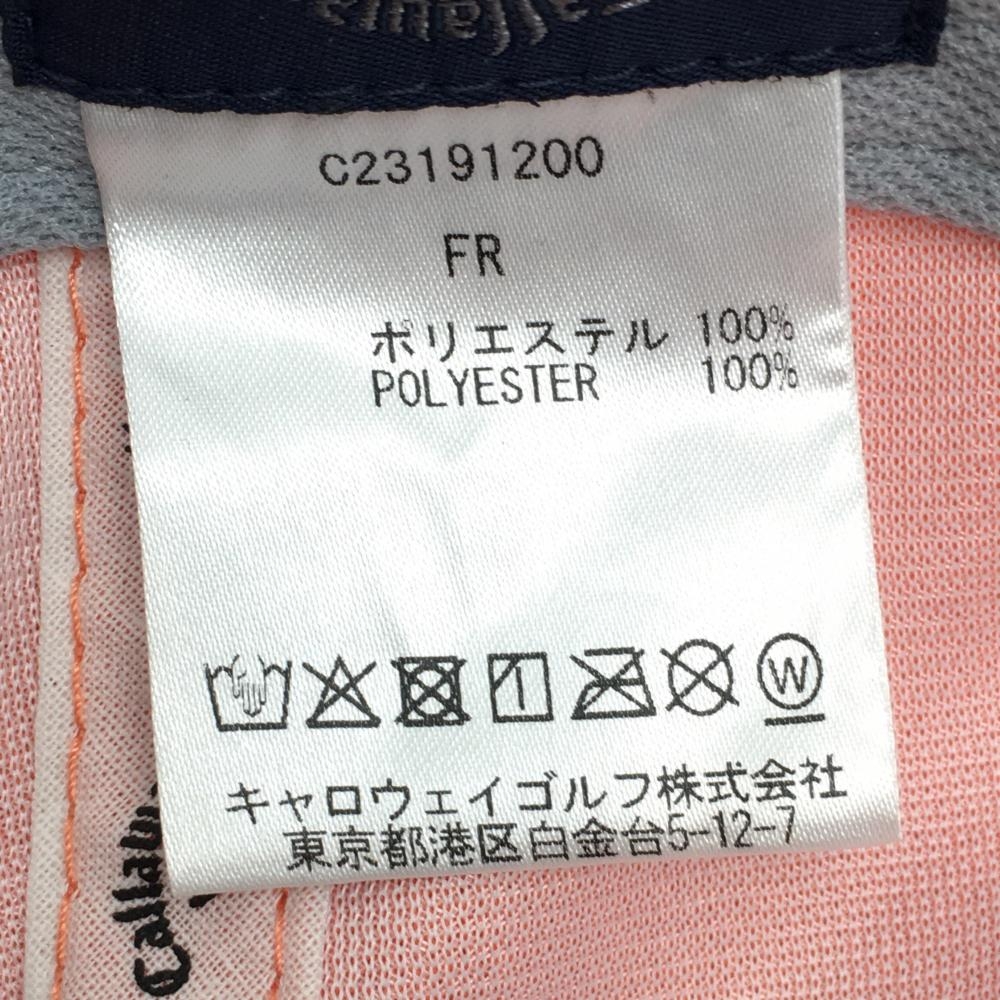 C23191200
FR
ポリエステル 100%
POLYESTER 100%
W
キャロウェイゴルフ株式会社
東京都港区白金台5-12-7